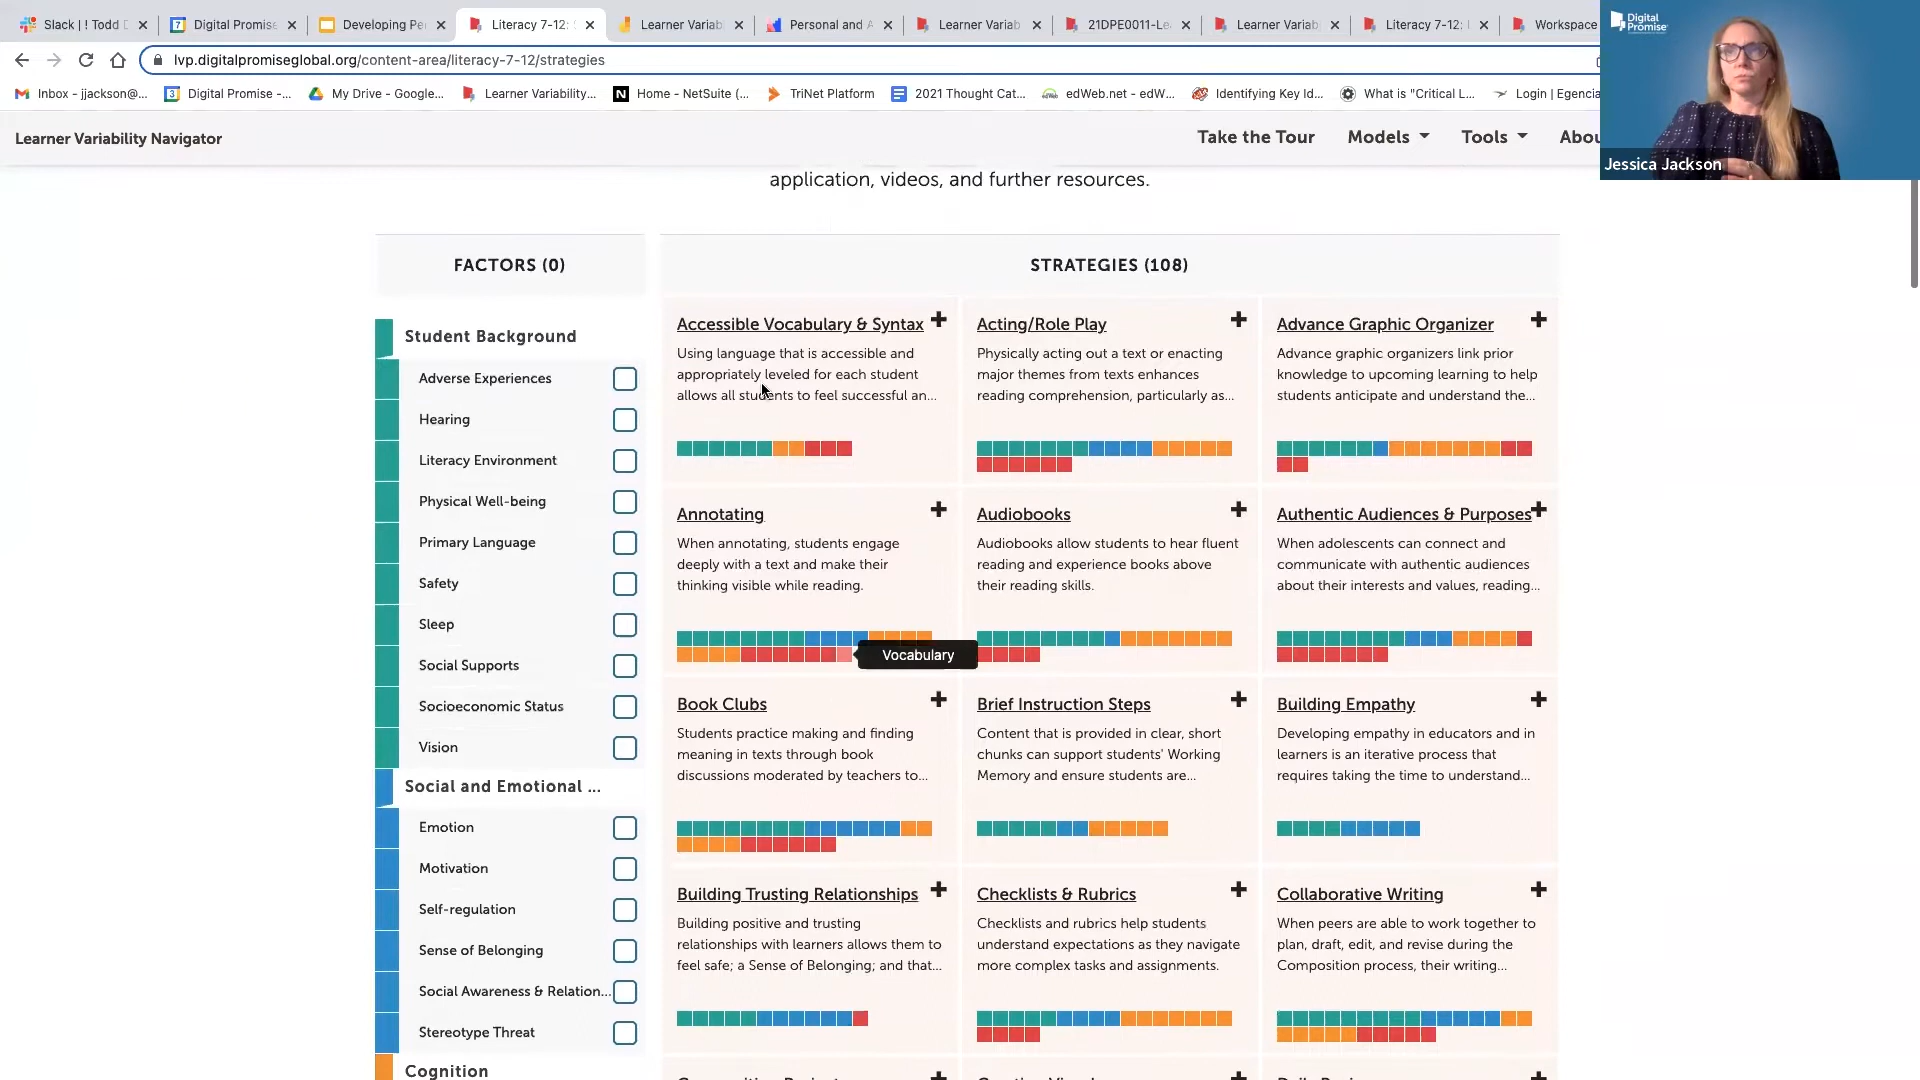 Slack | ! Todd D
Digital Promise
Developing Pe
Literacy 7-12:
Learner Variab
Personal and A
Learner Variab
21DPE0011-Le
Learner Variab
Literacy 7-12:
Workspace
lvp.digitalpromiseglobal.org/content-area/literacy-7-12/strategies
Inbox - jjackson@...
Digital Promise -...
My Drive - Google...
Learner Variability...
Home - NetSuite (...
TriNet Platform
2021 Thought Cat...
edWeb.net - edW...
Identifying Key Id...
What is "Critical L...
Login | Egencia
Digital
Promise
Jessica Jackson
Learner Variability Navigator
Take the Tour
Models
Tools
Abou
application, videos, and further resources.
FACTORS (0)
Student Background
Adverse Experiences
Hearing
Literacy Environment
Physical Well-being
Primary Language
Safety
Sleep
Social Supports
Socioeconomic Status
Vision
Social and Emotional ...
Emotion
Motivation
Self-regulation
Sense of Belonging
Social Awareness & Relation...
Stereotype Threat
Cognition
STRATEGIES (108)
Accessible Vocabulary & Syntax
Using language that is accessible and
appropriately leveled for each student
allows all students to feel successful an...
Acting/Role Play
Physically acting out a text or enacting
major themes from texts enhances
reading comprehension, particularly as...
Advance Graphic Organizer
Advance graphic organizers link prior
knowledge to upcoming learning to help
students anticipate and understand the...
Annotating
When annotating, students engage
deeply with a text and make their
thinking visible while reading.
Vocabulary
Audiobooks
Audiobooks allow students to hear fluent
reading and experience books above
their reading skills.
Authentic Audiences & Purposes
When adolescents can connect and
communicate with authentic audiences
about their interests and values, reading...
Book Clubs
Students practice making and finding
meaning in texts through book
discussions moderated by teachers to...
Brief Instruction Steps
Content that is provided in clear, short
chunks can support students' Working
Memory and ensure students are...
Building Empathy
Developing empathy in educators and in
learners is an iterative process that
requires taking the time to understand...
Building Trusting Relationships
Building positive and trusting
relationships with learners allows them to
feel safe; a Sense of Belonging; and that...
Checklists & Rubrics
Checklists and rubrics help students
understand expectations as they navigate
more complex tasks and assignments.
Collaborative Writing
When peers are able to work together to
plan, draft, edit, and revise during the
Composition process, their writing...